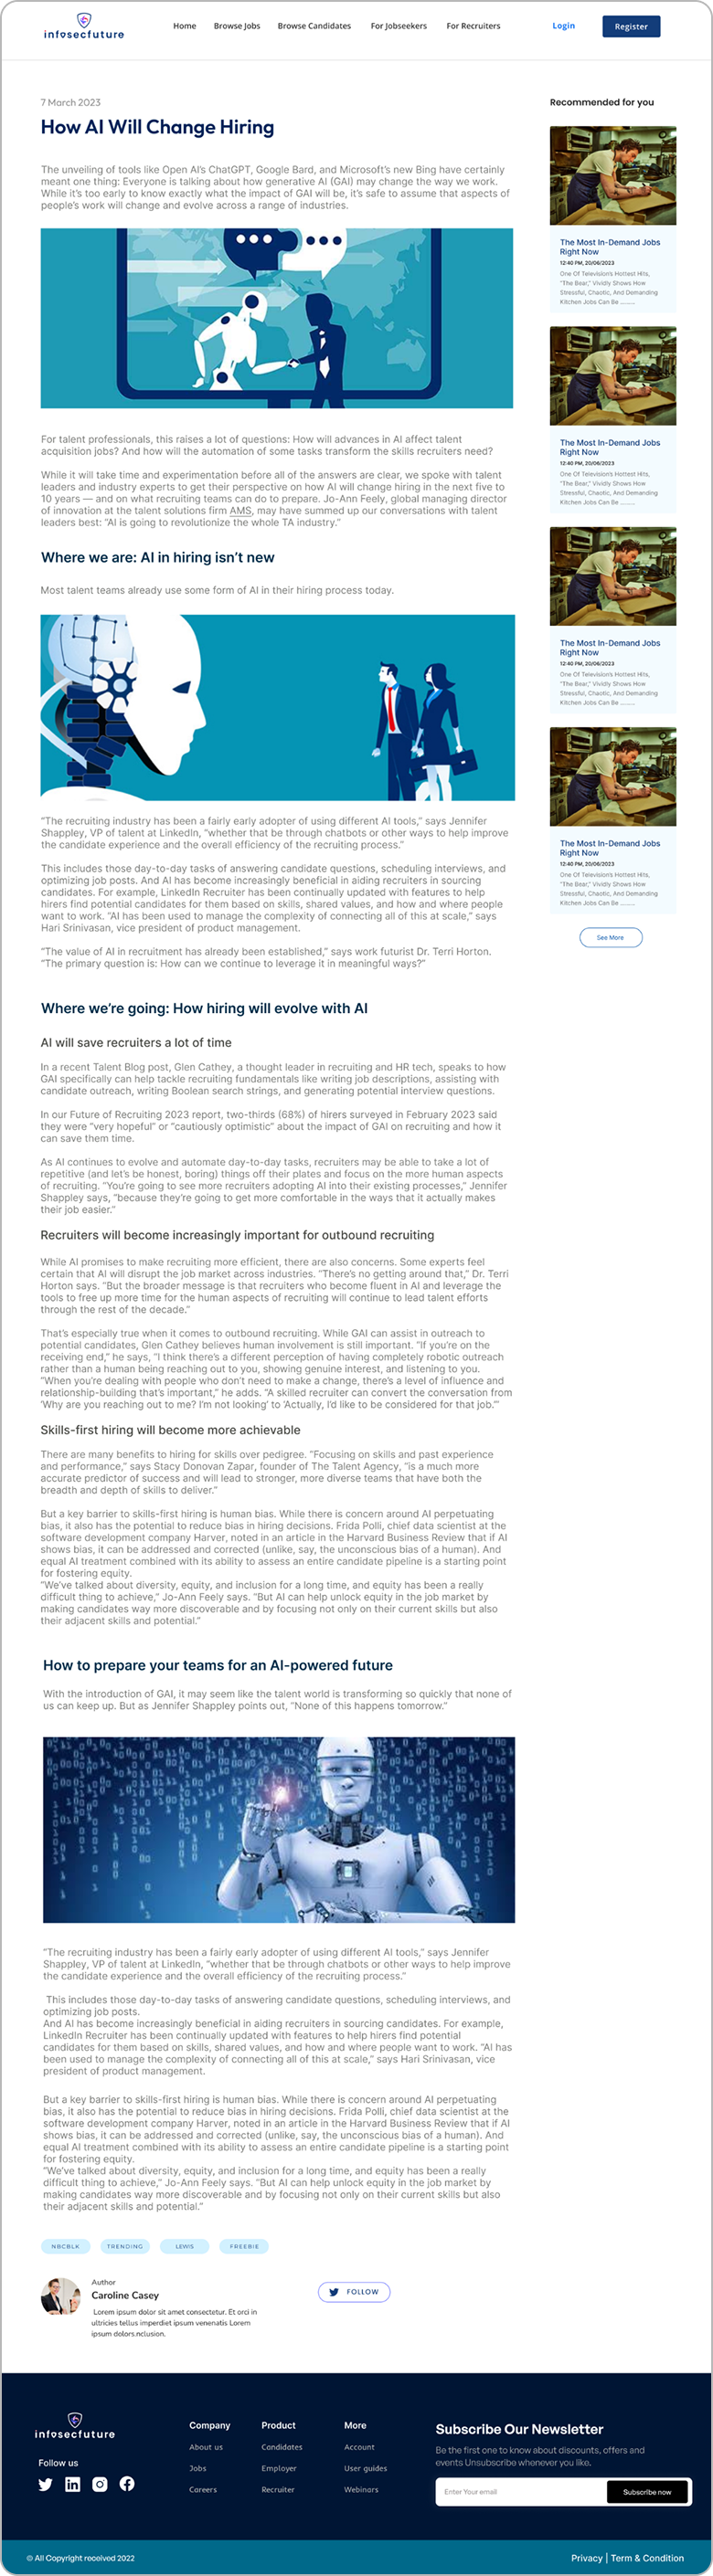 infosecfuture
Home Browse Jobs Browse Candidates For Jobseekers For Recruiters Login Register
7 March 2023
How AI Will Change Hiring
The unveiling of tools like Open AI's ChatGPT, Google Bard, and Microsoft's new Bing have certainly
meant one thing: Everyone is talking about how generative AI (GAI) may change the way we work.
While it's too early to know exactly what the impact of GAI will be, it's safe to assume that aspects of
people's work will change and evolve across a range of industries.
For talent professionals, this raises a lot of questions: How will advances in AI affect talent
acquisition jobs? And how will the automation of some tasks transform the skills recruiters need?
While it will take time and experimentation before all of the answers are clear, we spoke with talent
leaders and industry experts to get their perspective on how AI will change hiring in the next five to
10 years — and on what recruiting teams can do to prepare. Jo-Ann Feely, global managing director
of innovation at the talent solutions firm AMS, may have summed up our conversations with talent
leaders best: “AI is going to revolutionize the whole TA industry.”
Where we are: AI in hiring isn't new
Most talent teams already use some form of AI in their hiring process today.
“The recruiting industry has been a fairly early adopter of using different AI tools,” says Jennifer
Shappley, VP of talent at LinkedIn, “whether that be through chatbots or other ways to help improve
the candidate experience and the overall efficiency of the recruiting process.”
This includes those day-to-day tasks of answering candidate questions, scheduling interviews, and
optimizing job posts. And AI has become increasingly beneficial in aiding recruiters in sourcing
candidates. For example, LinkedIn Recruiter has been continually updated with features to help
hirers find potential candidates for them based on skills, shared values, and how and where people
want to work. “AI has been used to manage the complexity of connecting all of this at scale,” says
Hari Srinivasan, vice president of product management.
“The value of AI in recruitment has already been established,” says work futurist Dr. Terri Horton.
“The primary question is: How can we continue to leverage it in meaningful ways?”
Where we're going: How hiring will evolve with AI
AI will save recruiters a lot of time
In a recent Talent Blog post, Glen Cathey, a thought leader in recruiting and HR tech, speaks to how
GAI specifically can help tackle recruiting fundamentals like writing job descriptions, assisting with
candidate outreach, writing Boolean search strings, and generating potential interview questions.
In our Future of Recruiting 2023 report, two-thirds (68%) of hirers surveyed in February 2023 said
they were “very hopeful” or “cautiously optimistic” about the impact of GAI on recruiting and how it
can save them time.
As AI continues to evolve and automate day-to-day tasks, recruiters may be able to take a lot of
repetitive (and let's be honest, boring) things off their plates and focus on the more human aspects
of recruiting. “You're going to see more recruiters adopting AI into their existing processes,” Jennifer
Shappley says, “because they're going to get more comfortable in the ways that it actually makes
their job easier.”
Recruiters will become increasingly important for outbound recruiting
While AI promises to make recruiting more efficient, there are also concerns. Some experts feel
certain that AI will disrupt the job market across industries. “There's no getting around that,” Dr. Terri
Horton says. “But the broader message is that recruiters who become fluent in AI and leverage the
tools to free up more time for the human aspects of recruiting will continue to lead talent efforts
through the rest of the decade.”
That's especially true when it comes to outbound recruiting. While GAI can assist in outreach to
potential candidates, Glen Cathey believes human involvement is still important. “If you're on the
receiving end,” he says, “I think there's a different perception of having completely robotic outreach
rather than a human being reaching out to you, showing genuine interest, and listening to you.
“When you're dealing with people who don't need to make a change, there's a level of influence and
relationship-building that's important,” he adds. “A skilled recruiter can convert the conversation from
‘Why are you reaching out to me? I'm not looking’ to ‘Actually, I'd like to be considered for that job.’”
Skills-first hiring will become more achievable
There are many benefits to hiring for skills over pedigree. “Focusing on skills and past experience
and performance,” says Stacy Donovan Zapar, founder of The Talent Agency, “is a much more
accurate predictor of success and will lead to stronger, more diverse teams that have both the
breadth and depth of skills to deliver.”
But a key barrier to skills-first hiring is human bias. While there is concern around AI perpetuating
bias, it also has the potential to reduce bias in hiring decisions. Frida Polli, chief data scientist at the
software development company Harver, noted in an article in the Harvard Business Review that if AI
shows bias, it can be addressed and corrected (unlike, say, the unconscious bias of a human). And
equal AI treatment combined with its ability to assess an entire candidate pipeline is a starting point
for fostering equity.
“We've talked about diversity, equity, and inclusion for a long time, and equity has been a really
difficult thing to achieve,” Jo-Ann Feely says. “But AI can help unlock equity in the job market by
making candidates way more discoverable and by focusing not only on their current skills but also
their adjacent skills and potential.”
How to prepare your teams for an AI-powered future
With the introduction of GAI, it may seem like the talent world is transforming so quickly that none of
us can keep up. But as Jennifer Shappley points out, “None of this happens tomorrow.”
“The recruiting industry has been a fairly early adopter of using different AI tools,” says Jennifer
Shappley, VP of talent at LinkedIn, “whether that be through chatbots or other ways to help improve
the candidate experience and the overall efficiency of the recruiting process.”
This includes those day-to-day tasks of answering candidate questions, scheduling interviews, and
optimizing job posts.
And AI has become increasingly beneficial in aiding recruiters in sourcing candidates. For example,
LinkedIn Recruiter has been continually updated with features to help hirers find potential
candidates for them based on skills, shared values, and how and where people want to work. “AI has
been used to manage the complexity of connecting all of this at scale,” says Hari Srinivasan, vice
president of product management.
But a key barrier to skills-first hiring is human bias. While there is concern around AI perpetuating
bias, it also has the potential to reduce bias in hiring decisions. Frida Polli, chief data scientist at the
software development company Harver, noted in an article in the Harvard Business Review that if AI
shows bias, it can be addressed and corrected (unlike, say, the unconscious bias of a human). And
equal AI treatment combined with its ability to assess an entire candidate pipeline is a starting point
for fostering equity.
“We've talked about diversity, equity, and inclusion for a long time, and equity has been a really
difficult thing to achieve,” Jo-Ann Feely says. “But AI can help unlock equity in the job market by
making candidates way more discoverable and by focusing not only on their current skills but also
their adjacent skills and potential.”
NBCBLK TRENDING LEWIS FREEBIE
Author
Caroline Casey
Lorem ipsum dolor sit amet consectetur. Et orci in
ultricies tellus imperdiet ipsum venenatis Lorem
ipsum dolors.nclusion.
FOLLOW
Recommended for you
The Most In-Demand Jobs
Right Now
12:40 PM, 20/06/2023
One Of Television's Hottest Hits,
“The Bear,” Vividly Shows How
Stressful, Chaotic, And Demanding
Kitchen Jobs Can Be ........
The Most In-Demand Jobs
Right Now
12:40 PM, 20/06/2023
One Of Television's Hottest Hits,
“The Bear,” Vividly Shows How
Stressful, Chaotic, And Demanding
Kitchen Jobs Can Be ........
The Most In-Demand Jobs
Right Now
12:40 PM, 20/06/2023
One Of Television's Hottest Hits,
“The Bear,” Vividly Shows How
Stressful, Chaotic, And Demanding
Kitchen Jobs Can Be ........
The Most In-Demand Jobs
Right Now
12:40 PM, 20/06/2023
One Of Television's Hottest Hits,
“The Bear,” Vividly Shows How
Stressful, Chaotic, And Demanding
Kitchen Jobs Can Be ........
See More
infosecfuture
Follow us
Company
About us
Jobs
Careers
Product
Candidates
Employer
Recruiter
More
Account
User guides
Webinars
Subscribe Our Newsletter
Be the first one to know about discounts, offers and
events Unsubscribe whenever you like.
Enter Your email Subscribe now
© All Copyright received 2022 Privacy | Term & Condition